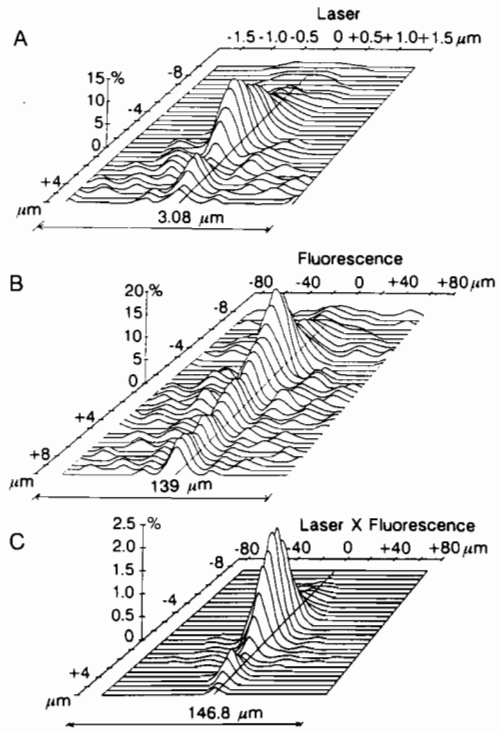 A
Laser
-1.5 -1.0 -0.5 0 +0.5 +1.0 +1.5 μm
15 %
10
5
0
-8
-4
+4
μm
3.08 μm
B
Fluorescence
-80 -40 0 +40 +80 μm
20 %
15
10
5
0
-8
-4
+4
+8
μm
139 μm
C
Laser X Fluorescence
-80 -40 0 +40 +80 μm
2.5 %
2.0
1.5
1.0
0.5
0
-8
-4
+4
μm
146.8 μm